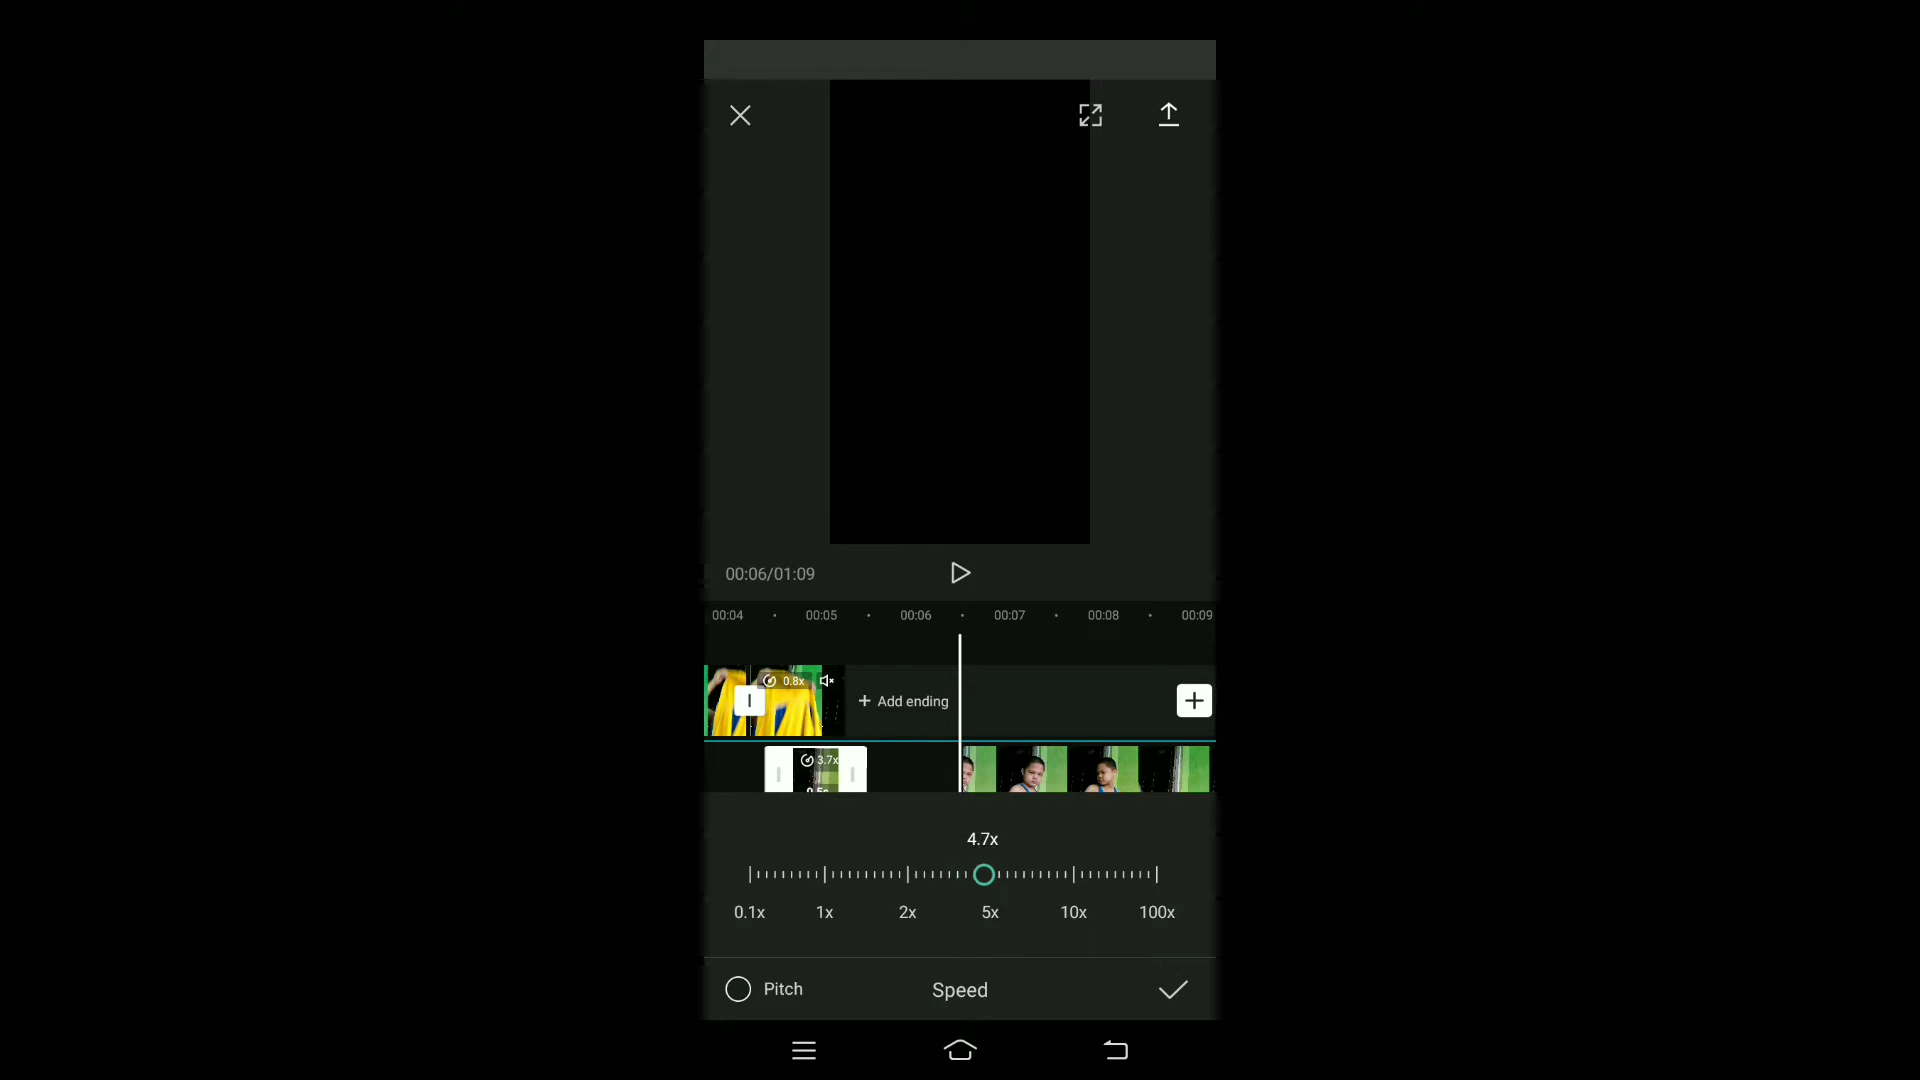 00:06/01:09
00:04 00:05 00:06 00:07 00:08 00:09
0.8x
+ Add ending
3.7x
4.7x
0.1x 1x 2x 5x 10x 100x
Pitch Speed